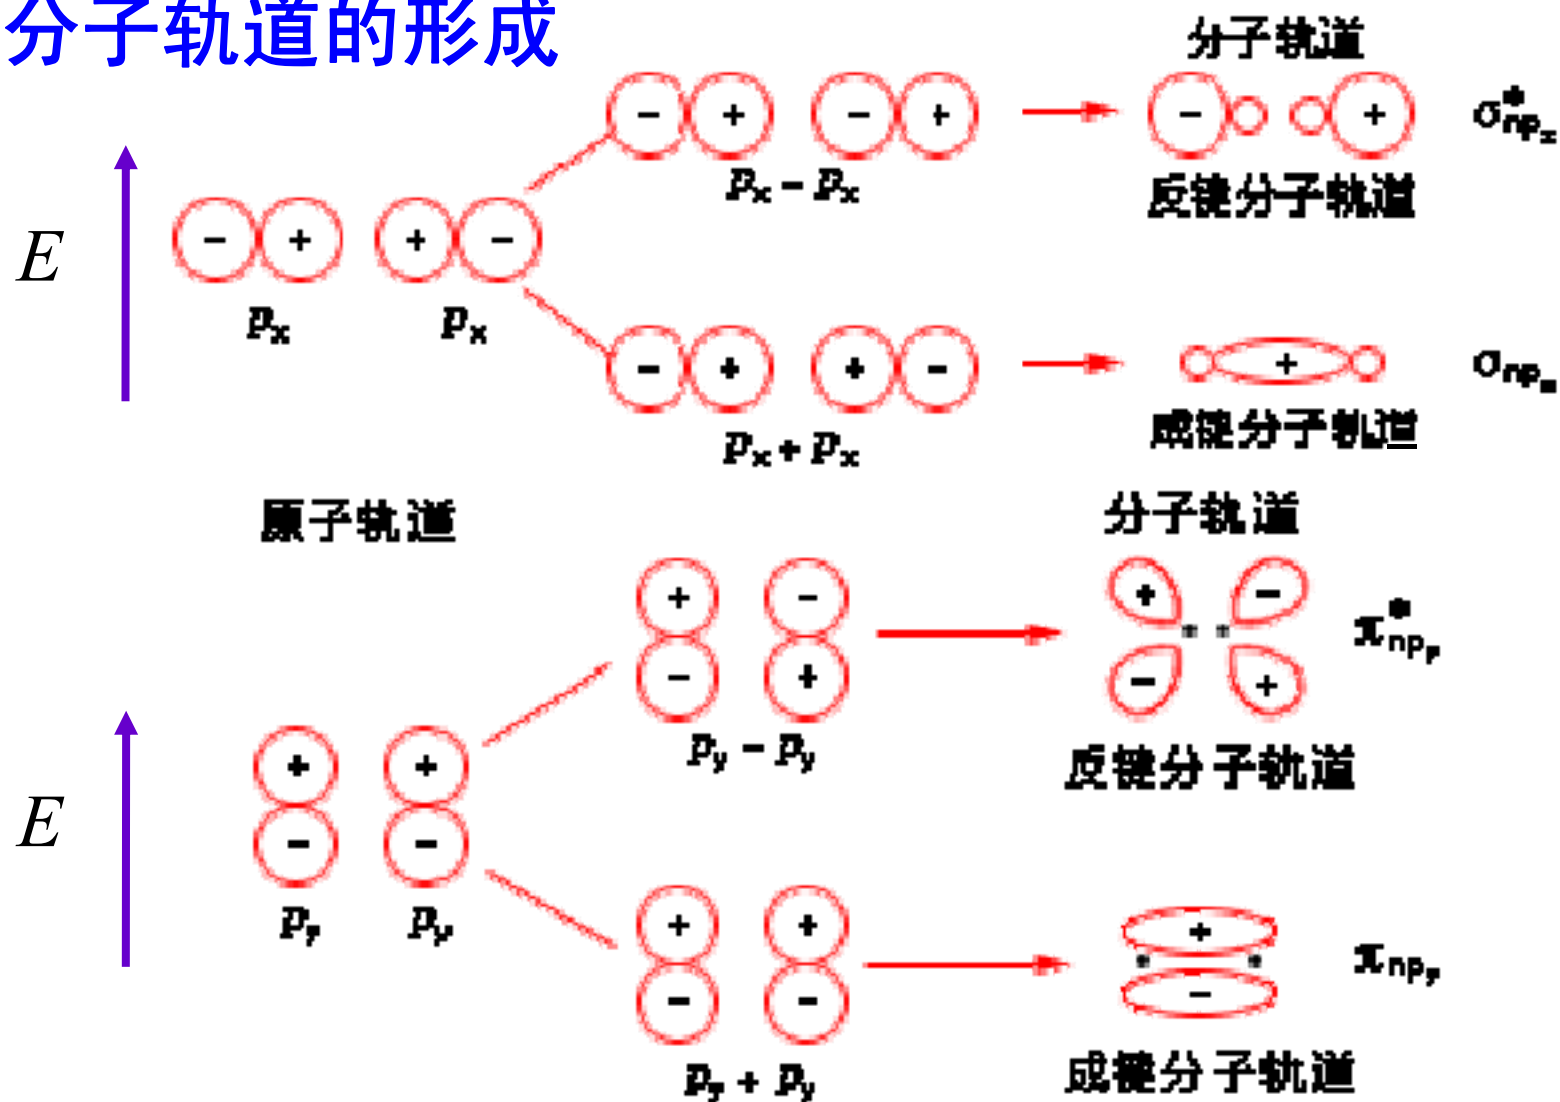 分子轨道的形成
分子轨道
- + - + - + σ*npx
px - px 反键分子轨道
E - + + -
px px
- + + - + σnpx
px + px 成键分子轨道
原子轨道 分子轨道
+ - + -
- + - + π*npy
py - py 反键分子轨道
+ +
E - -
py py
+ + +
- - - πnpy
py + py 成键分子轨道